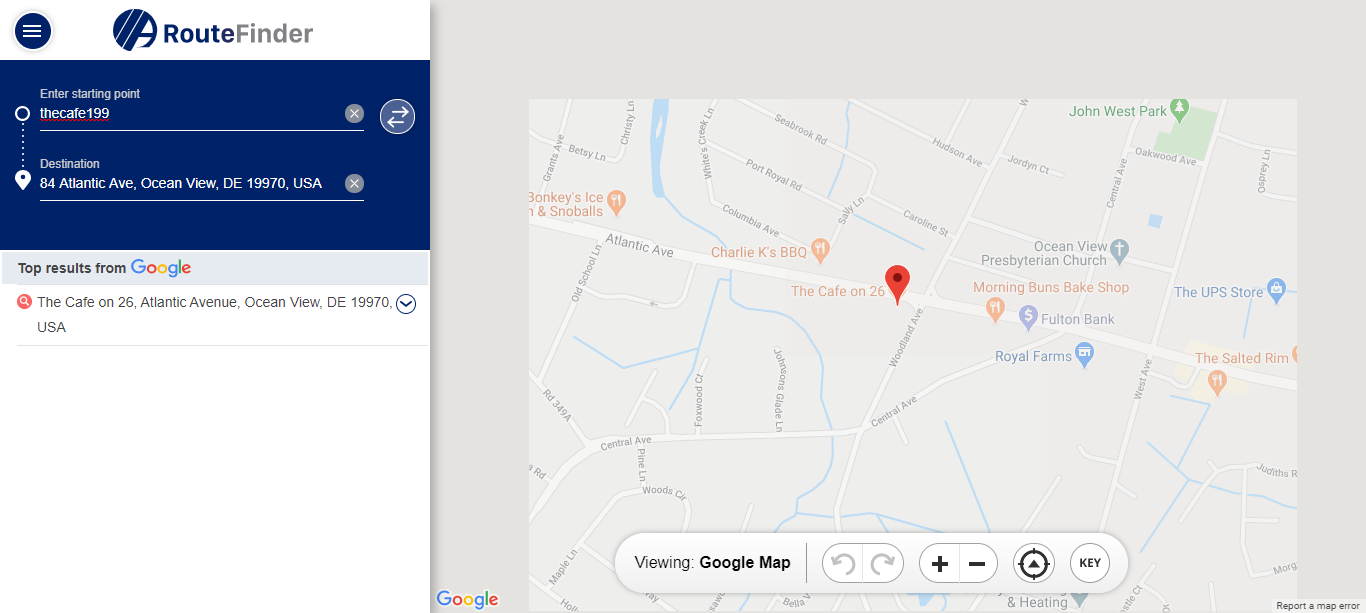 RouteFinder
Enter starting point
thecafe199
Destination
84 Atlantic Ave, Ocean View, DE 19970, USA
Top results from Google
The Cafe on 26, Atlantic Avenue, Ocean View, DE 19970,
USA
John West Park
Christy Ln
Grants Ave
Betsy Ln
White's Creek Ln
Seabrook Rd
Port Royal Rd
Hudson Ave
Jordyn Ct
Oakwood Ave
Central Ave
Osprey Ln
Bonkey's Ice
n & Snoballs
Columbia Ave
Sally Ln
Caroline St
Atlantic Ave
Charlie K's BBQ
Ocean View
Presbyterian Church
Old School Ln
The Cafe on 26
Morning Buns Bake Shop
The UPS Store
Fulton Bank
Woodland Ave
Royal Farms
The Salted Rim
Johnsons Glade Ln
Foxwood Ct
West Ave
Rd 349A
Central Ave
Central Ave
Pine Ln
a Rd
Judiths R
Woods Cir
Maple Ln
Viewing: Google Map
KEY
Morg
& Heating
Bella V
Google
Report a map error